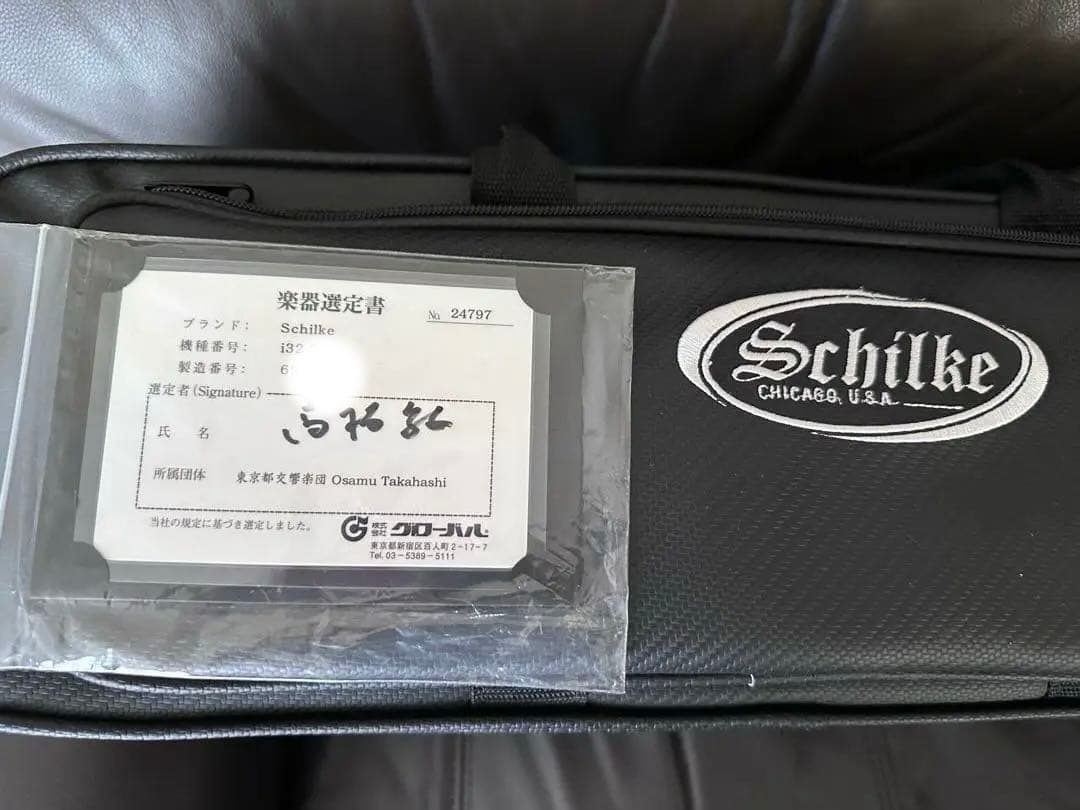 楽器選定書
№ 24797
ブランド: Schilke
機種番号: i32
製造番号: 6
選定者(Signature)
氏 名
所属団体 東京都交響楽団 Osamu Takahashi
当社の規定に基づき選定しました。
株式会社 グローバル
東京都新宿区百人町2-17-7
Tel. 03-5389-5111
Schilke
CHICAGO, U.S.A.